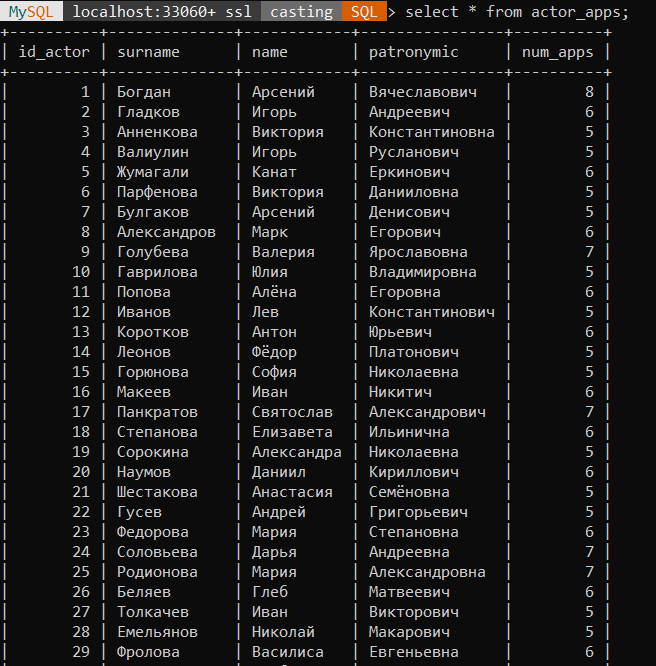 MySQL localhost:33060+ ssl casting SQL > select * from actor_apps;
+----------+-------------+-----------+----------------+----------+
| id_actor | surname | name | patronymic | num_apps |
+----------+-------------+-----------+----------------+----------+
| 1 | Богдан | Арсений | Вячеславович | 8 |
| 2 | Гладков | Игорь | Андреевич | 6 |
| 3 | Анненкова | Виктория | Константиновна | 5 |
| 4 | Валиулин | Игорь | Русланович | 5 |
| 5 | Жумагали | Канат | Еркинович | 6 |
| 6 | Парфенова | Виктория | Данииловна | 5 |
| 7 | Булгаков | Арсений | Денисович | 5 |
| 8 | Александров | Марк | Егорович | 6 |
| 9 | Голубева | Валерия | Ярославовна | 7 |
| 10 | Гаврилова | Юлия | Владимировна | 5 |
| 11 | Попова | Алёна | Егоровна | 6 |
| 12 | Иванов | Лев | Константинович | 5 |
| 13 | Коротков | Антон | Юрьевич | 6 |
| 14 | Леонов | Фёдор | Платонович | 5 |
| 15 | Горюнова | София | Николаевна | 5 |
| 16 | Макеев | Иван | Никитич | 6 |
| 17 | Панкратов | Святослав | Александрович | 7 |
| 18 | Степанова | Елизавета | Ильинична | 6 |
| 19 | Сорокина | Александра | Николаевна | 5 |
| 20 | Наумов | Даниил | Кириллович | 6 |
| 21 | Шестакова | Анастасия | Семёновна | 5 |
| 22 | Гусев | Андрей | Григорьевич | 5 |
| 23 | Федорова | Мария | Степановна | 6 |
| 24 | Соловьева | Дарья | Андреевна | 7 |
| 25 | Родионова | Мария | Александровна | 7 |
| 26 | Беляев | Глеб | Матвеевич | 6 |
| 27 | Толкачев | Иван | Викторович | 5 |
| 28 | Емельянов | Николай | Макарович | 5 |
| 29 | Фролова | Василиса | Евгеньевна | 6 |